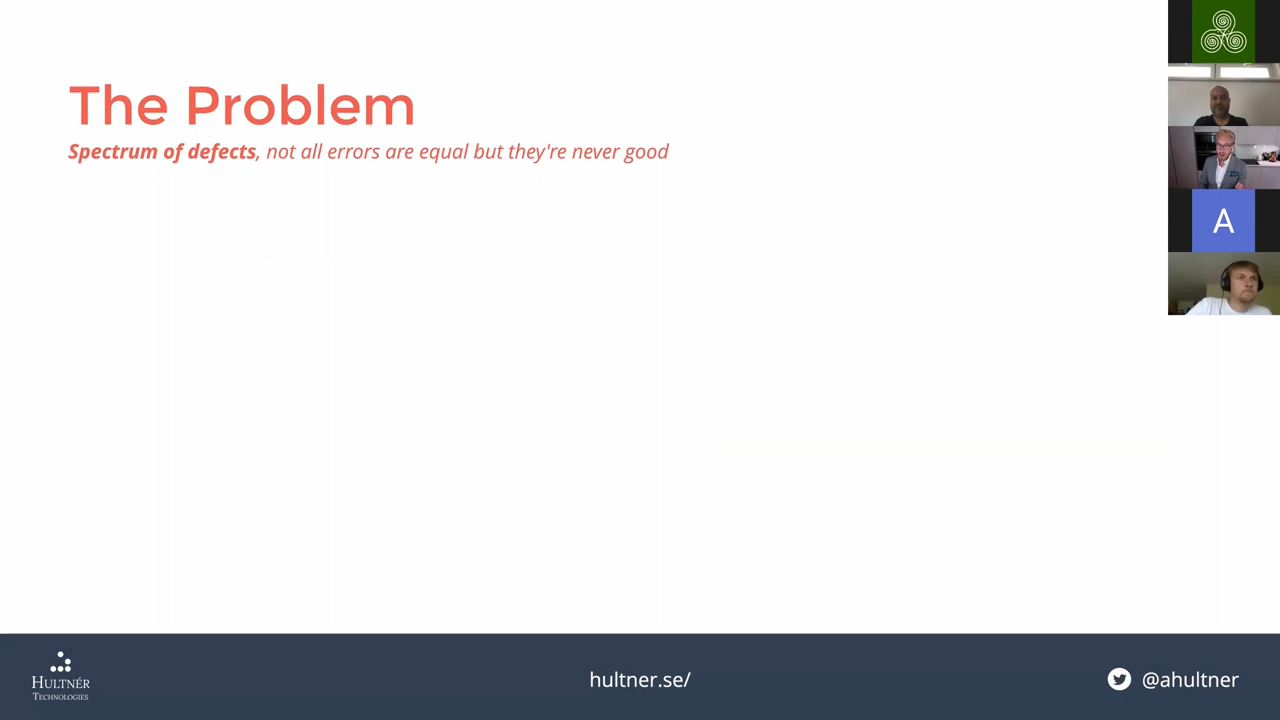 The Problem
Spectrum of defects, not all errors are equal but they're never good
A
HULTNÉR
TECHNOLOGIES
hultner.se/
@ahultner